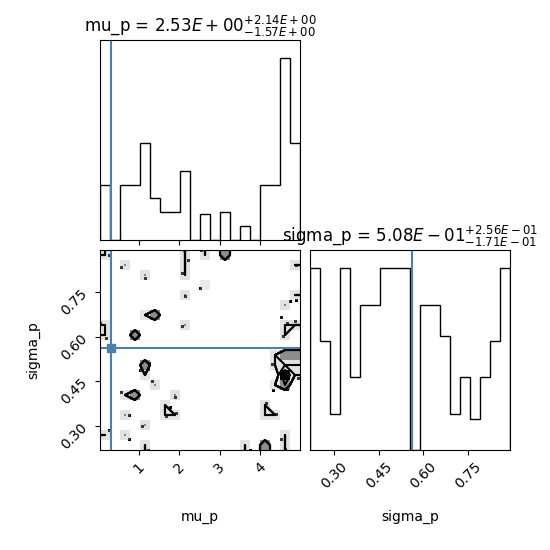 mu_p = 2.53E+00 +2.14E+00 −1.57E+00
sigma_p = 5.08E−01 +2.56E−01 −1.71E−01
0.75
0.60
0.45
0.30
sigma_p
1 2 3 4
mu_p
0.30 0.45 0.60 0.75
sigma_p